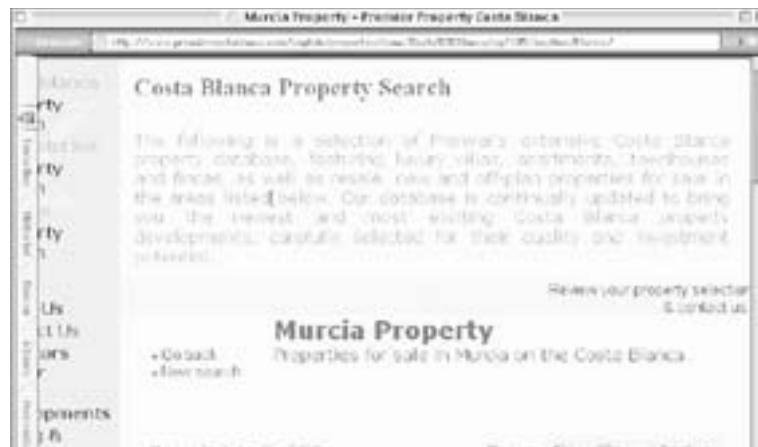 Murcia Property - Premier Property Costa Blanca
Costa Blanca Property Search
The following is a selection of Premier's extensive Costa Blanca
property database, featuring luxury villas, apartments, townhouses
and fincas, as well as resale, new and off-plan properties for sale in
the areas listed below. Our database is continually updated to bring
you the newest and most exciting Costa Blanca property
developments, carefully selected for their quality and investment
potential.
rty
rty
rty
Review your property selection
& contact us
Us
ct Us
Murcia Property
Go back
Properties for sale in Murcia on the Costa Blanca
New search
opments